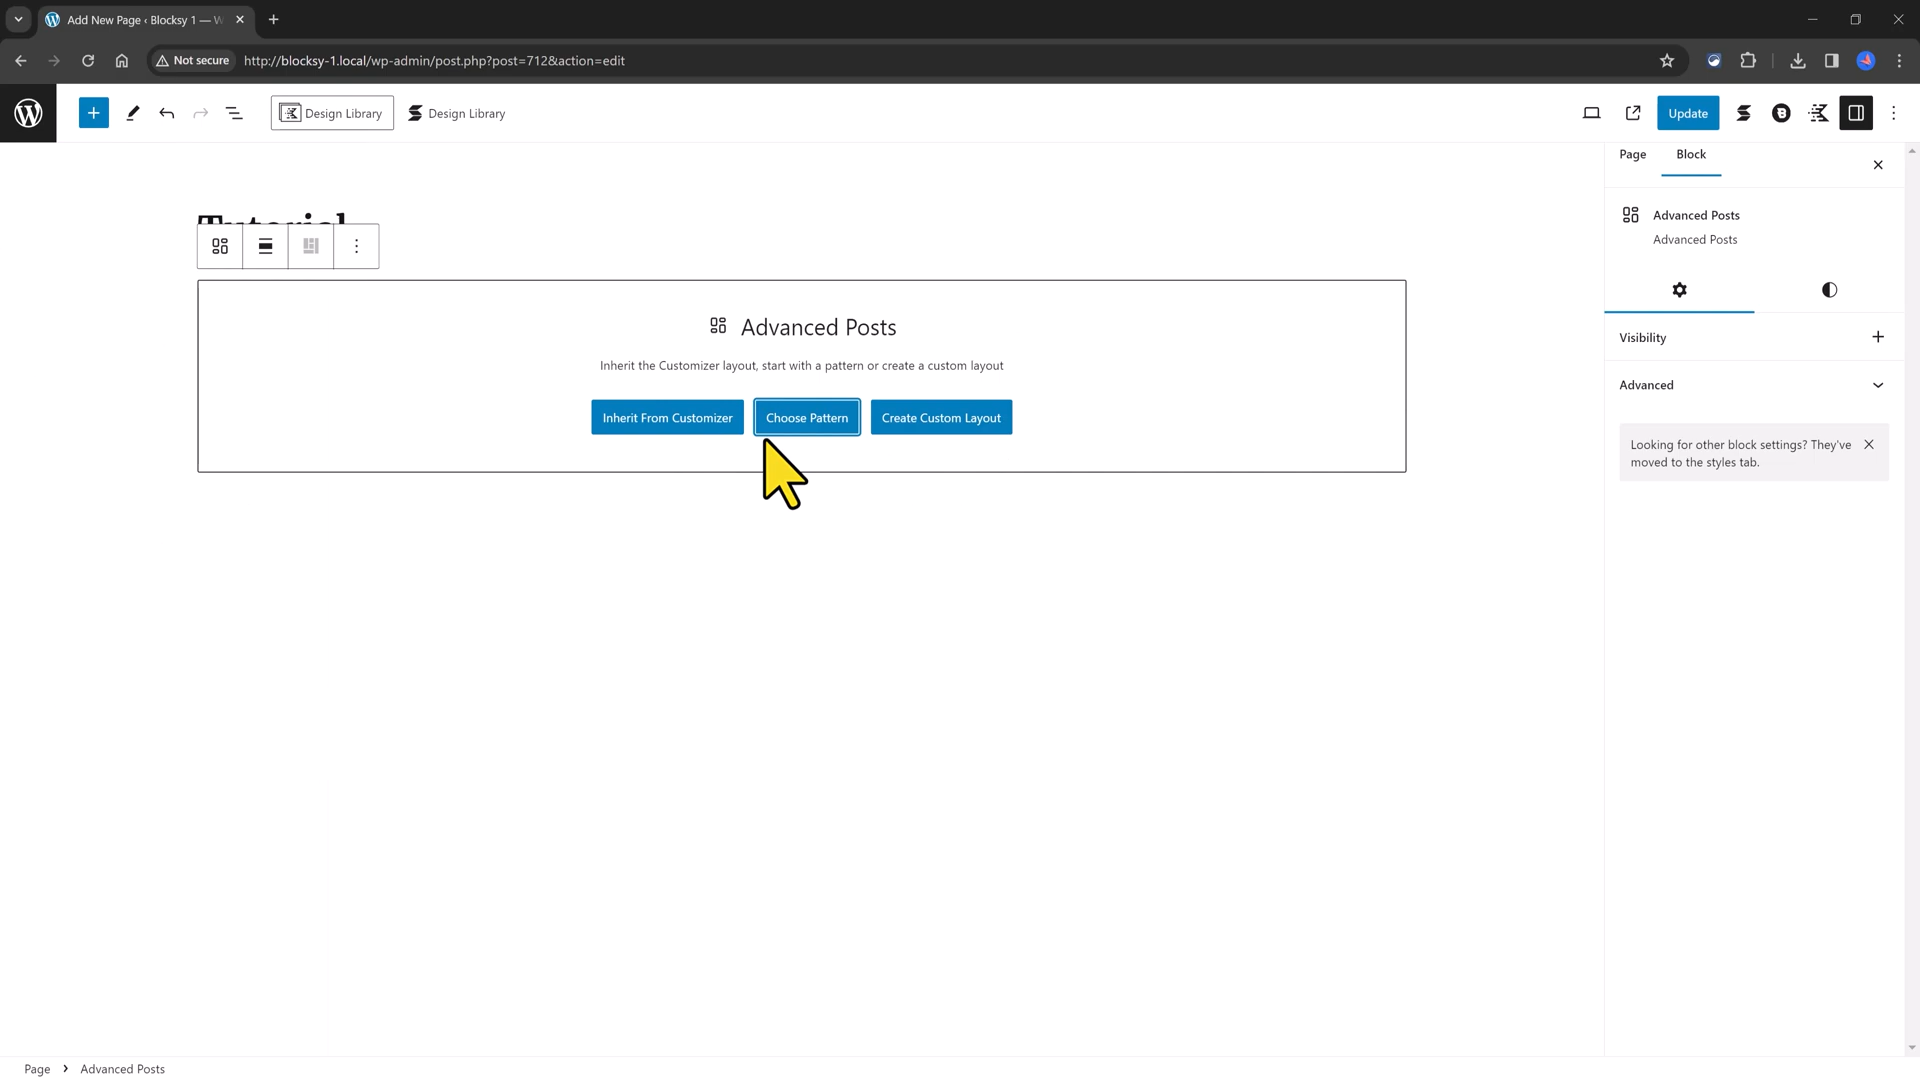 Add New Page ‹ Blocksy 1 — W
Not secure
http://blocksy-1.local/wp-admin/post.php?post=712&action=edit
Design Library
Design Library
Update
Page
Block
Tutorial
Advanced Posts
Advanced Posts
Advanced Posts
Inherit the Customizer layout, start with a pattern or create a custom layout
Inherit From Customizer
Choose Pattern
Create Custom Layout
Visibility
Advanced
Looking for other block settings? They've
moved to the styles tab.
Page
Advanced Posts